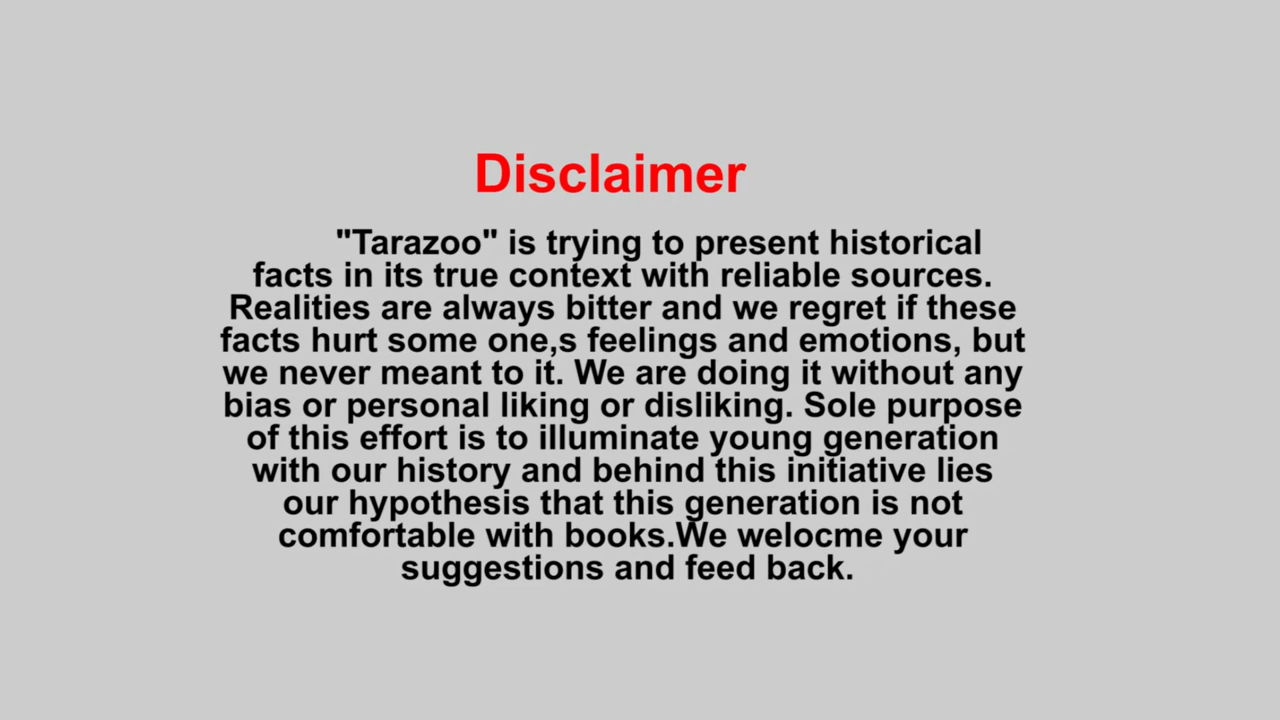 Disclaimer
"Tarazoo" is trying to present historical
facts in its true context with reliable sources.
Realities are always bitter and we regret if these
facts hurt some one,s feelings and emotions, but
we never meant to it. We are doing it without any
bias or personal liking or disliking. Sole purpose
of this effort is to illuminate young generation
with our history and behind this initiative lies
our hypothesis that this generation is not
comfortable with books.We welocme your
suggestions and feed back.